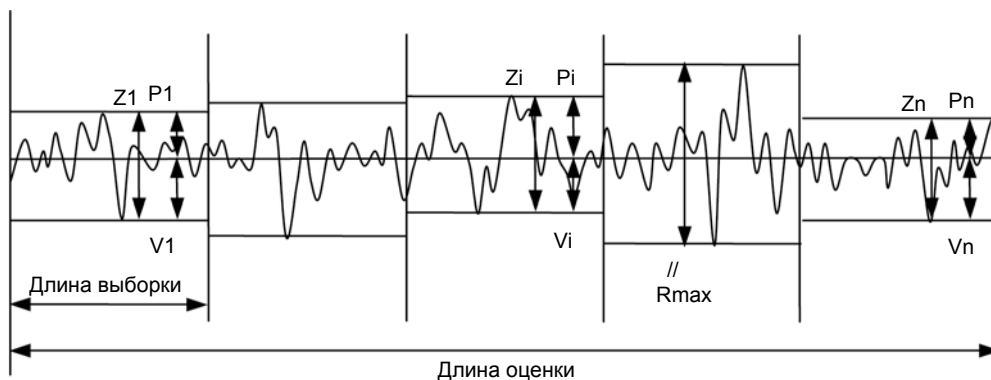 Z1 P1
Zi Pi
Zn Pn
V1
Vi
Vn
//
Rmax
Длина выборки
Длина оценки